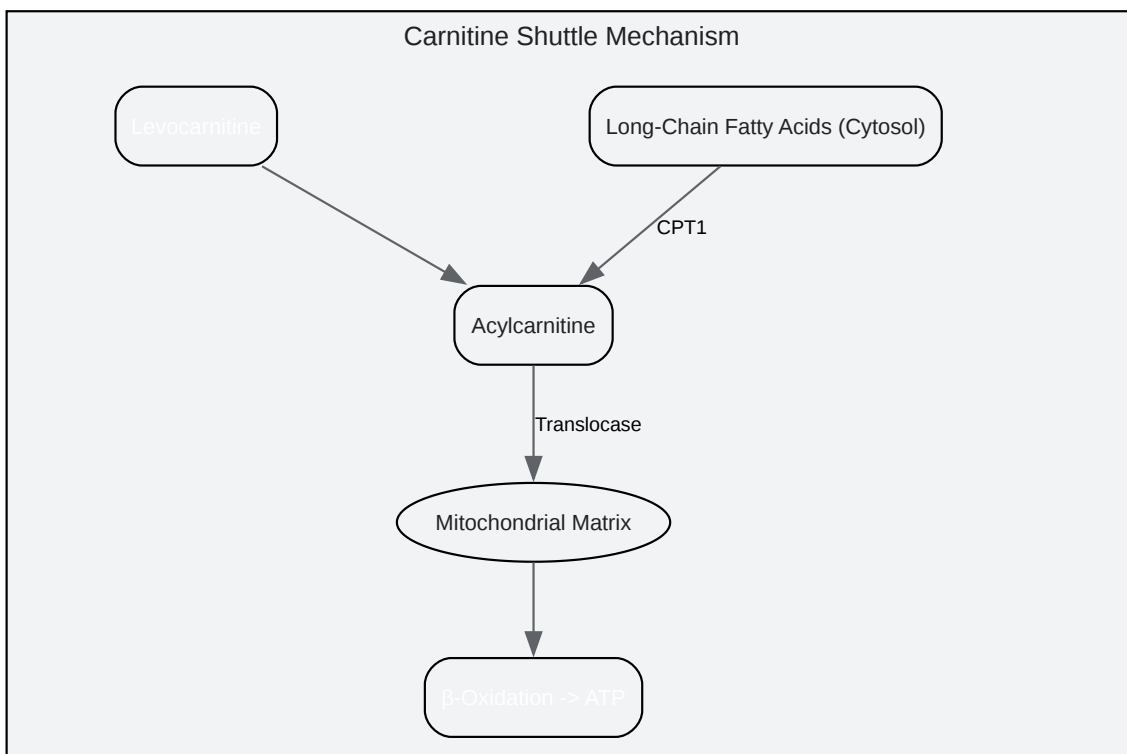 Carnitine Shuttle Mechanism
Levocarnitine
Long-Chain Fatty Acids (Cytosol)
CPT1
Acylcarnitine
Translocase
Mitochondrial Matrix
β-Oxidation -> ATP